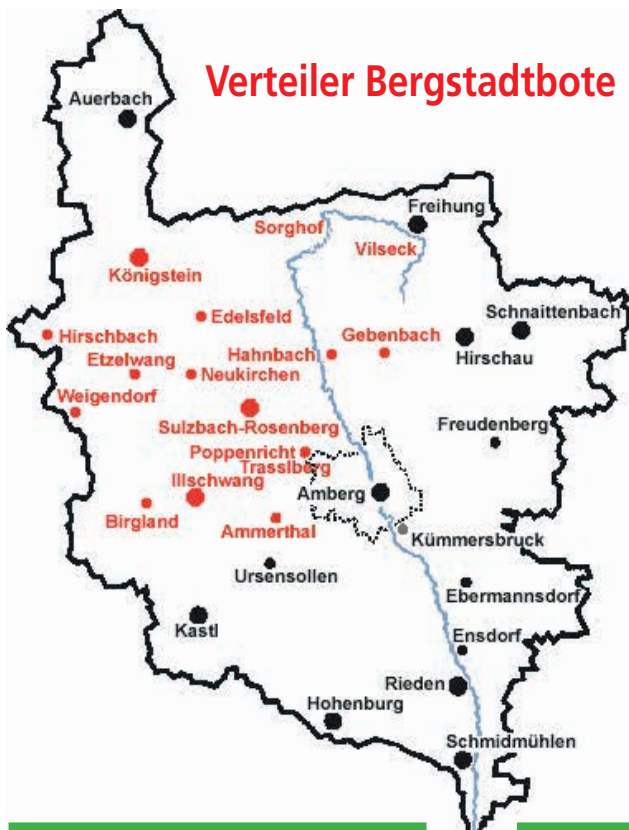 Verteiler Bergstadtbote
Auerbach
Freihung
Sorghof
Vilseck
Königstein
Schnaittenbach
Edelsfeld
Hirschbach
Gebenbach
Hahnbach
Hirschau
Etzelwang
Neukirchen
Weigendorf
Sulzbach-Rosenberg
Freudenberg
Poppenricht
Trasslberg
Illschwang
Amberg
Birgland
Ammerthal
Kümmersbruck
Ursensollen
Ebermannsdorf
Kastl
Ensdorf
Rieden
Hohenburg
Schmidmühlen